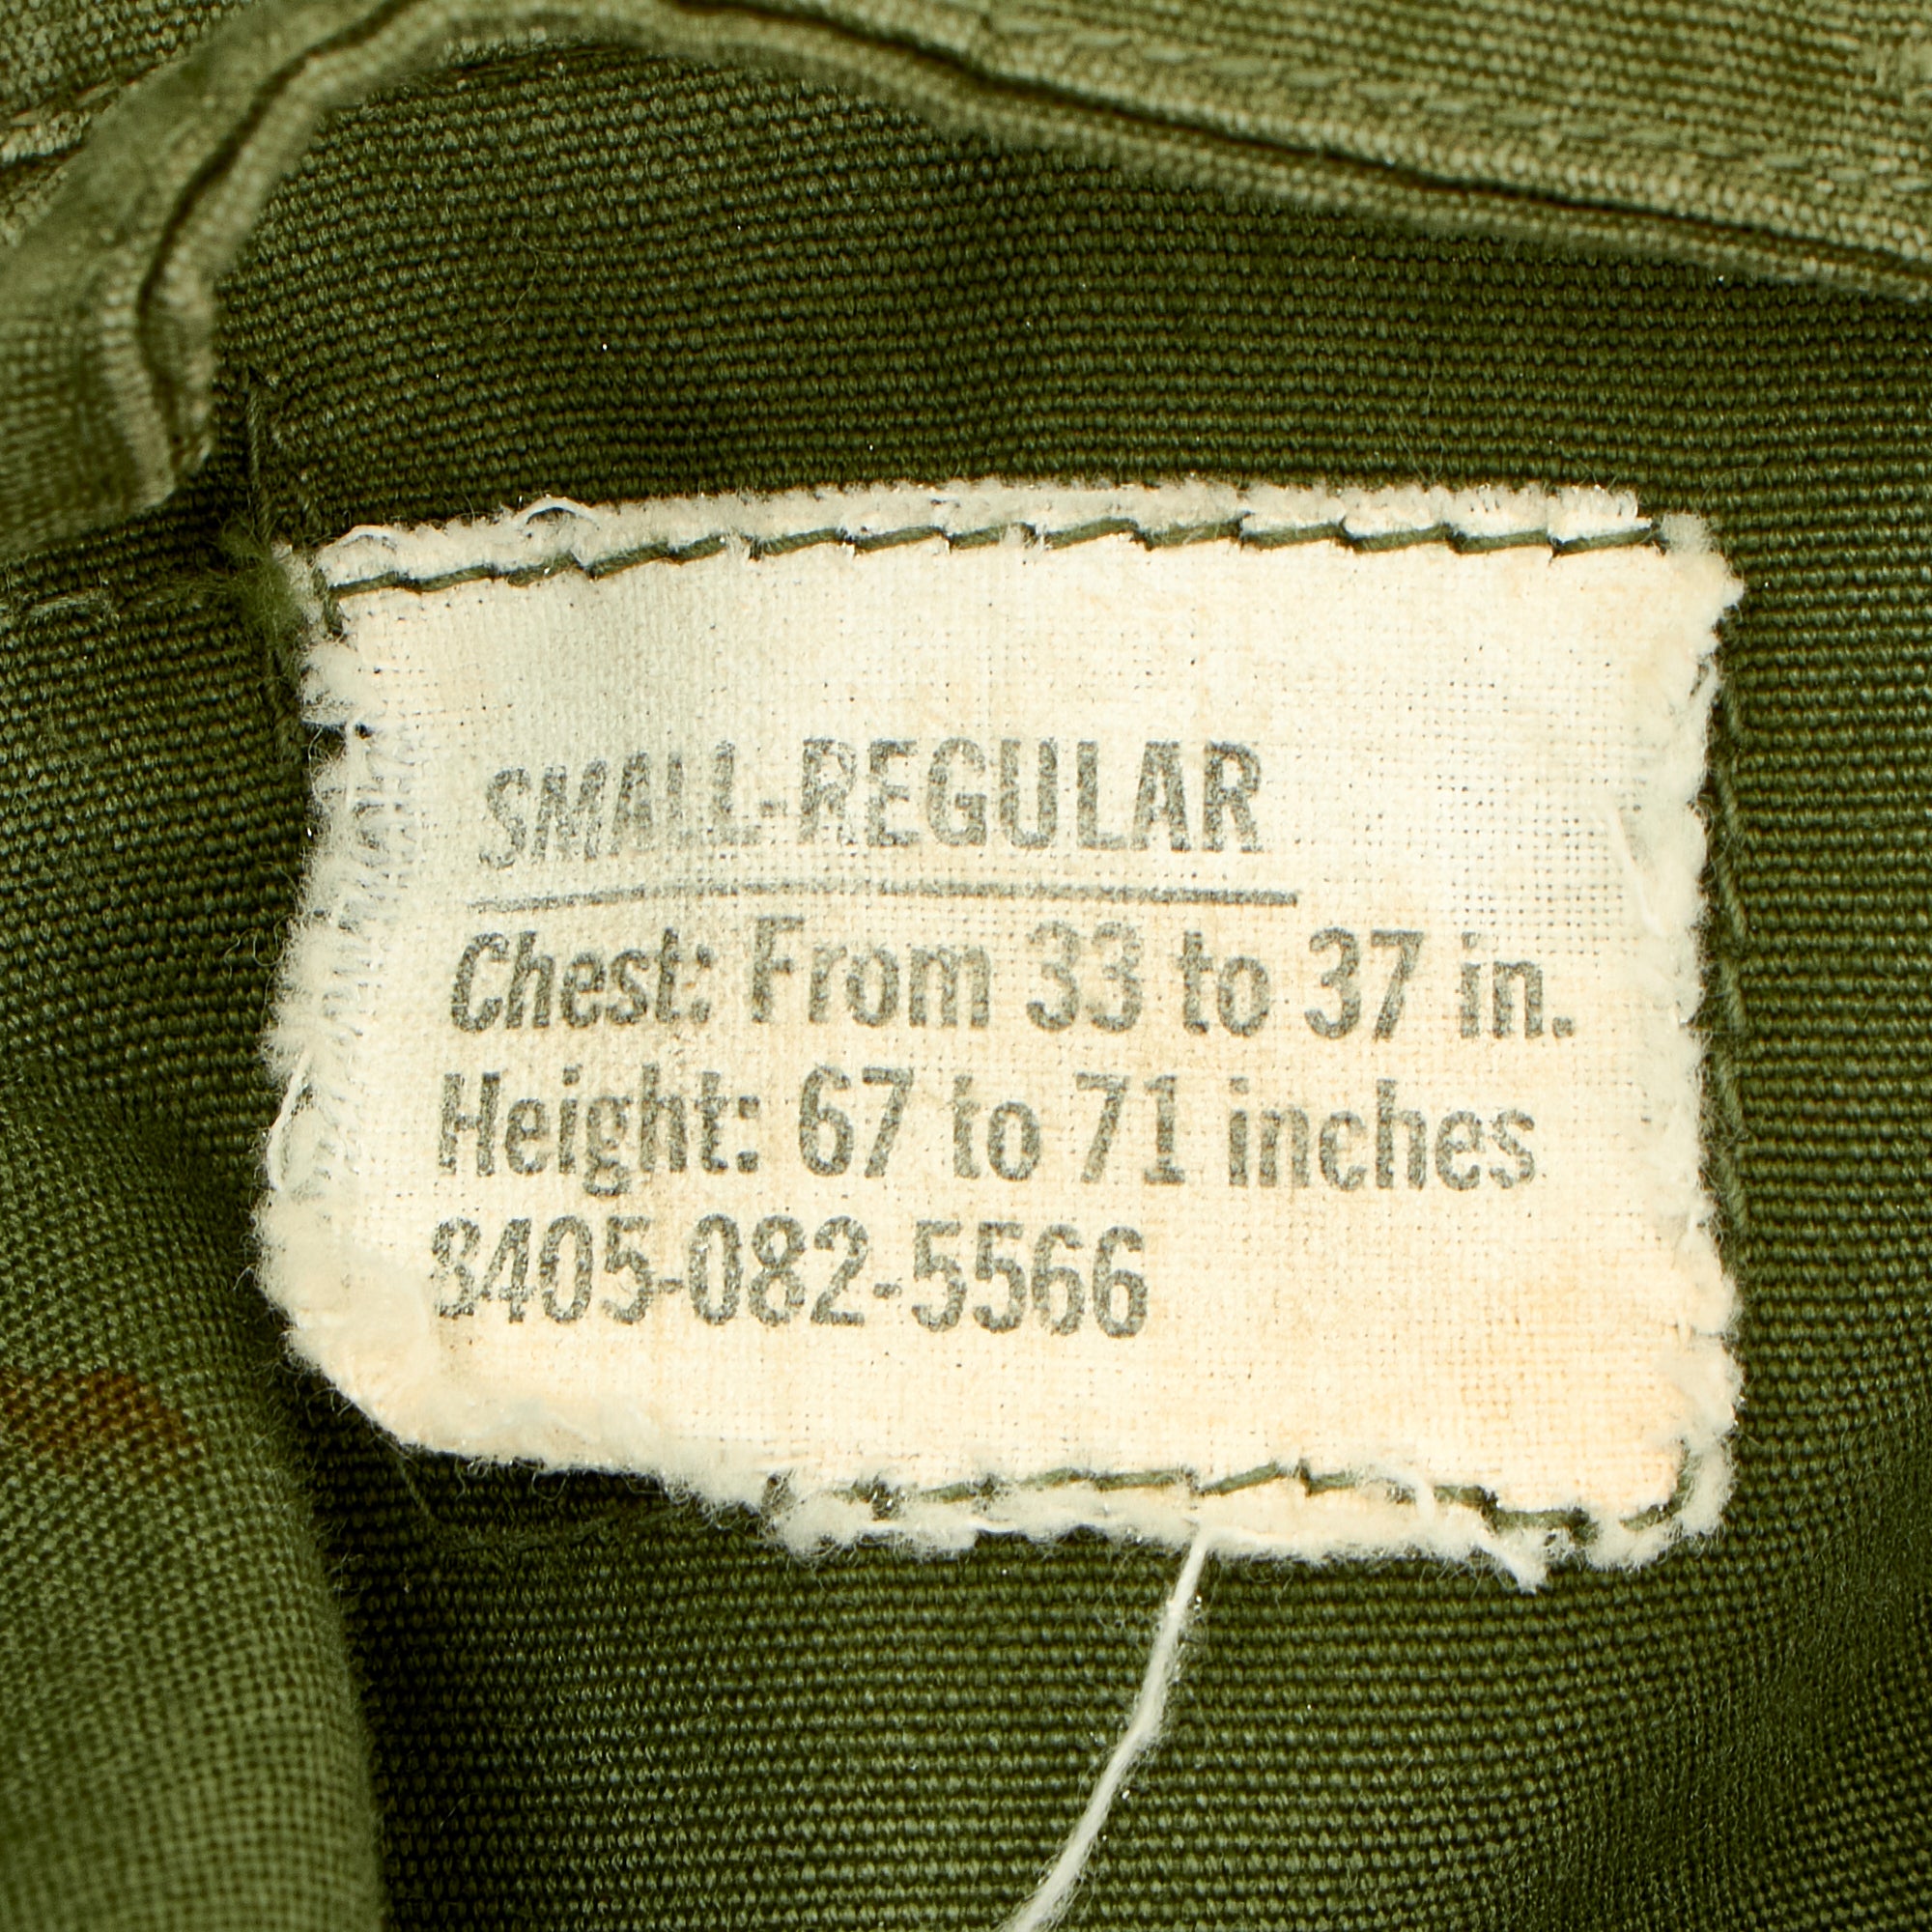 SMALL-REGULAR
Chest: From 33 to 37 in.
Height: 67 to 71 inches
8405-082-5566